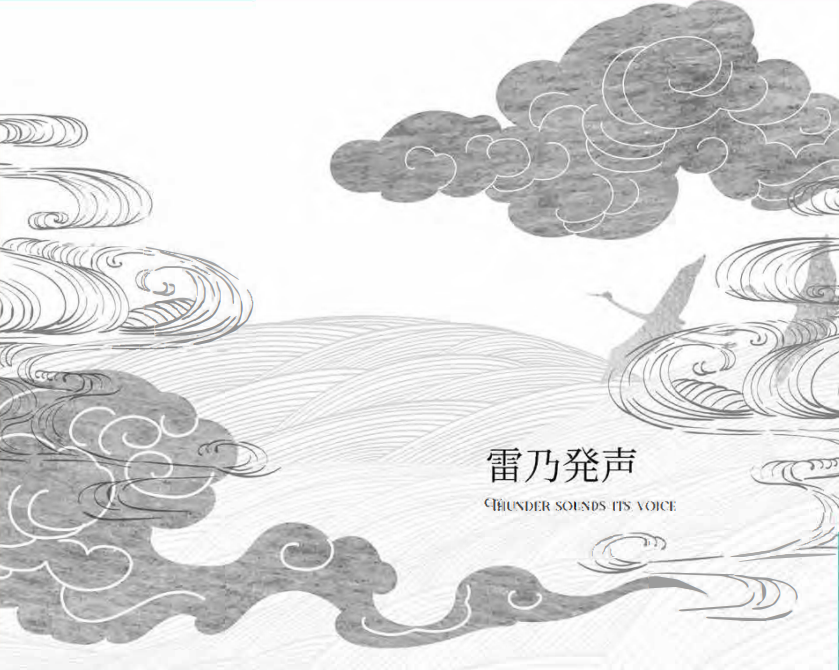 雷乃発声
THUNDER SOUNDS ITS VOICE